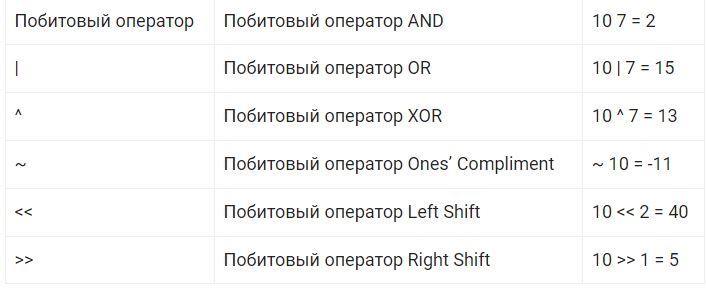 Побитовый оператор Побитовый оператор AND 10 7 = 2
| Побитовый оператор OR 10 | 7 = 15
^ Побитовый оператор XOR 10 ^ 7 = 13
~ Побитовый оператор Ones’ Compliment ~ 10 = -11
<< Побитовый оператор Left Shift 10 << 2 = 40
>> Побитовый оператор Right Shift 10 >> 1 = 5